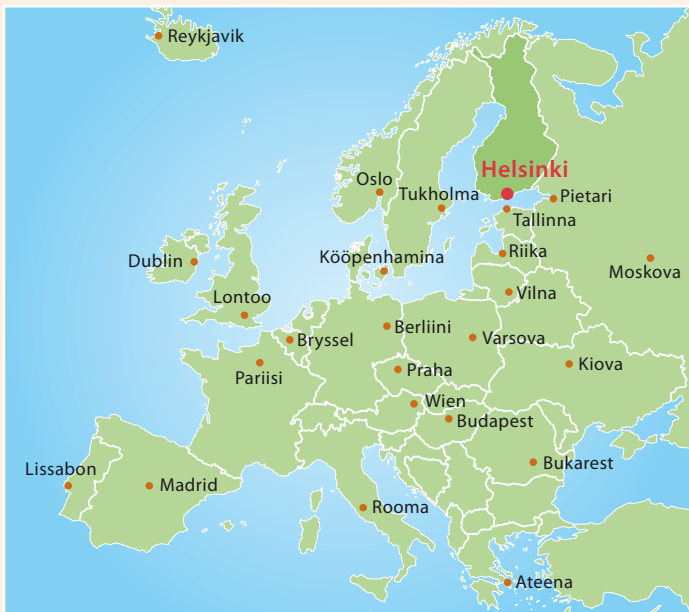 Reykjavik
Helsinki
Oslo
Tukholma
Pietari
Tallinna
Dublin
Kööpenhamina
Riika
Moskova
Lontoo
Vilna
Bryssel
Berliini
Varsova
Pariisi
Praha
Kiova
Wien
Budapest
Lissabon
Madrid
Bukarest
Rooma
Ateena